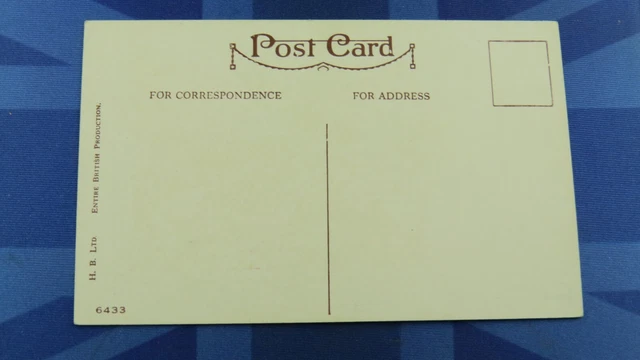 Post Card
FOR CORRESPONDENCE
FOR ADDRESS
H. B. LTD ENTIRE BRITISH PRODUCTION.
6433